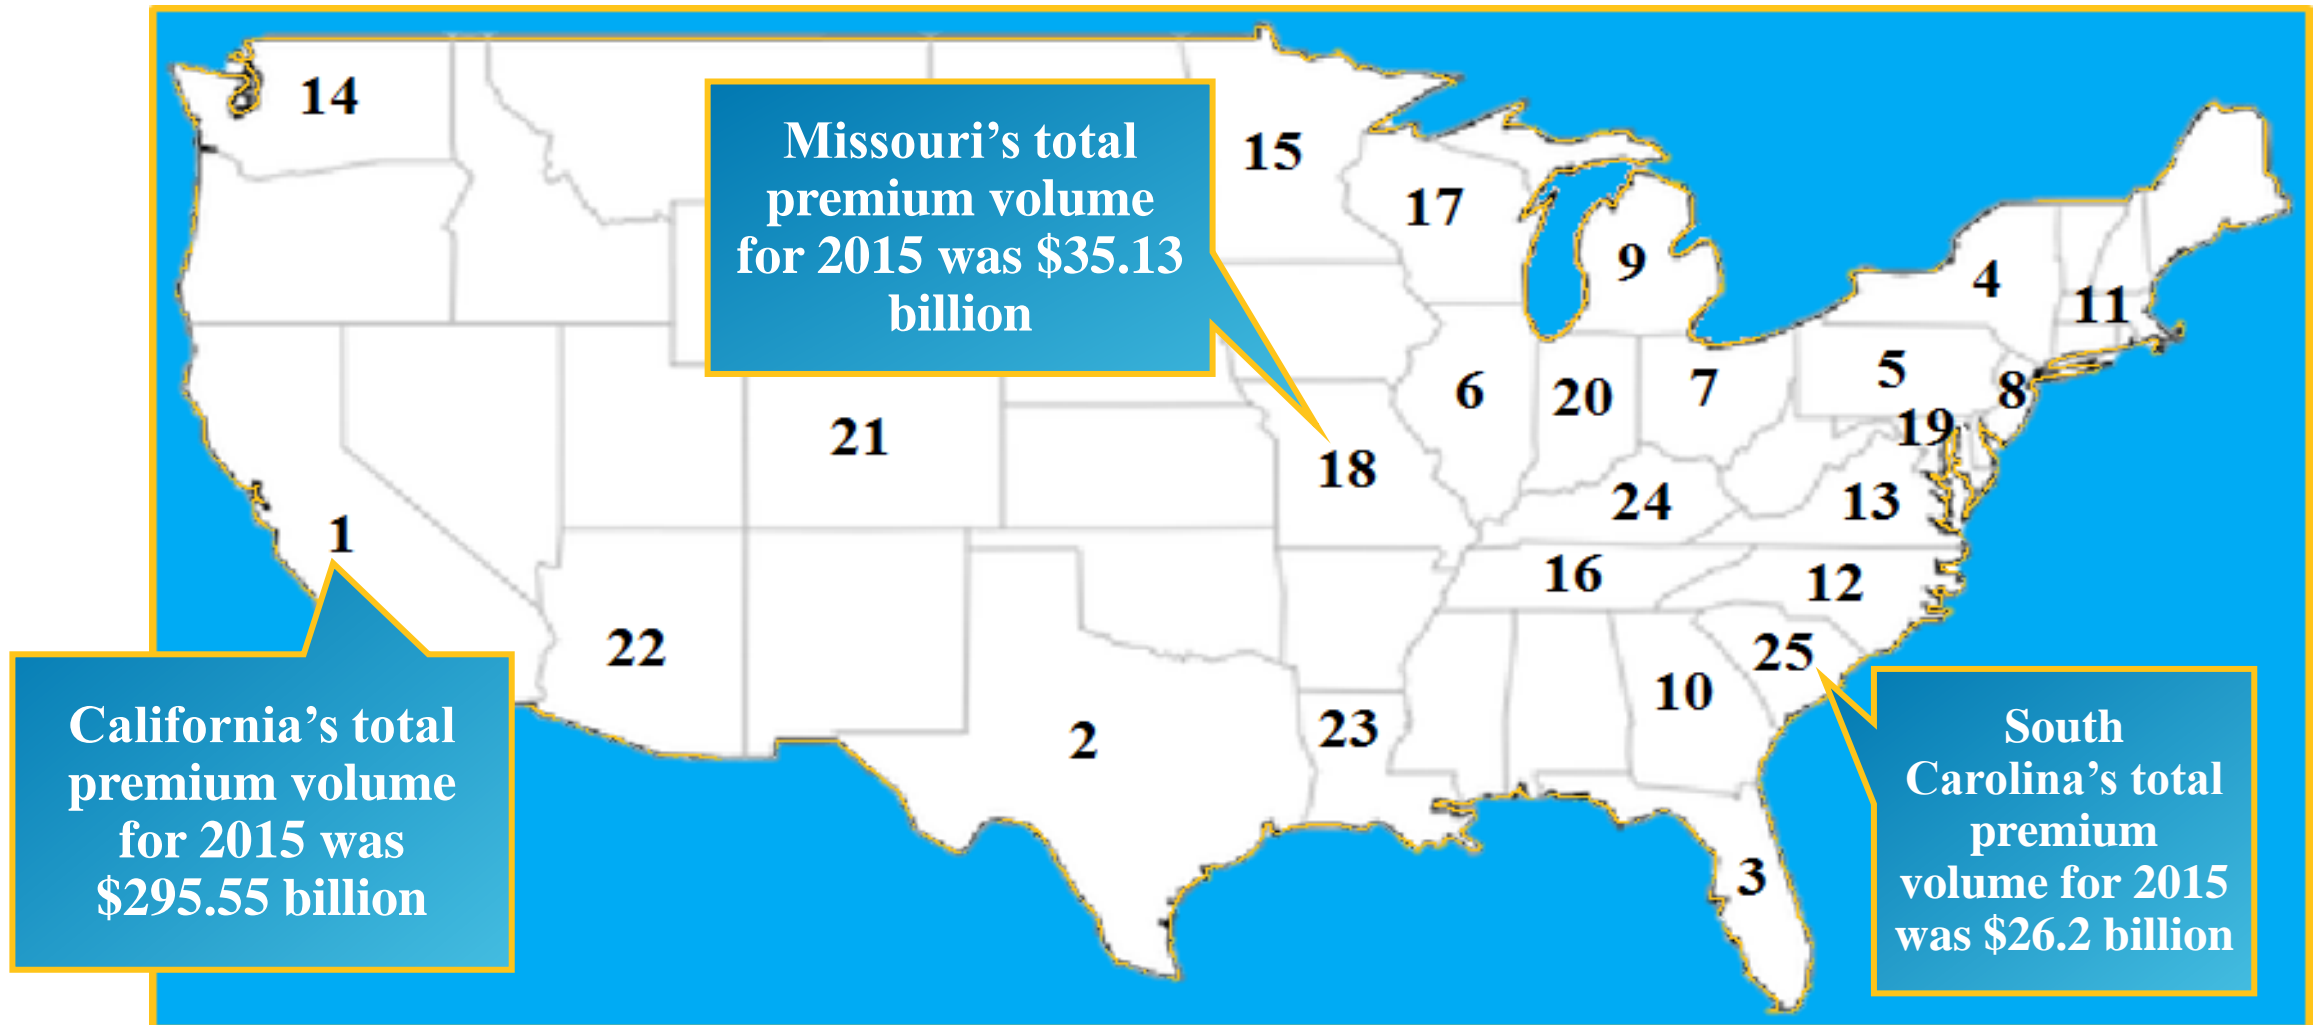 14
Missouri’s total
premium volume
for 2015 was $35.13
billion
15
17
9
4
11
6
20
7
5
8
19
21
18
24
13
1
16
12
22
25
10
2
23
3
California’s total
premium volume
for 2015 was
$295.55 billion
South
Carolina’s total
premium
volume for 2015
was $26.2 billion